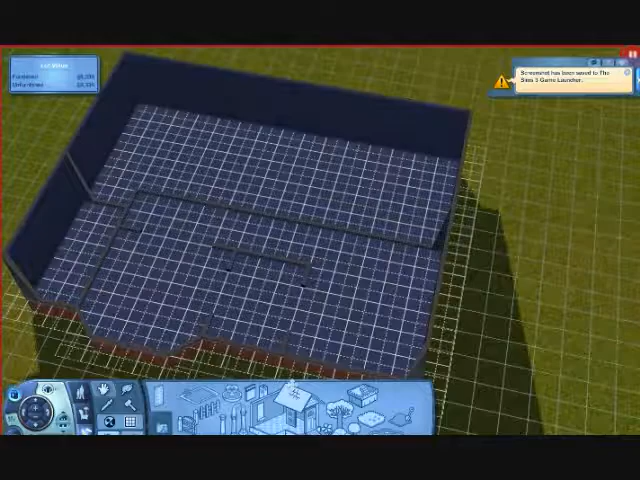 Lot Value
Furnished:
Unfurnished:
Screenshot has been saved to The
Sims 3 Game Launcher.